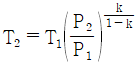 T₂ = T₁(P₂/P₁)^(k/(1−k))